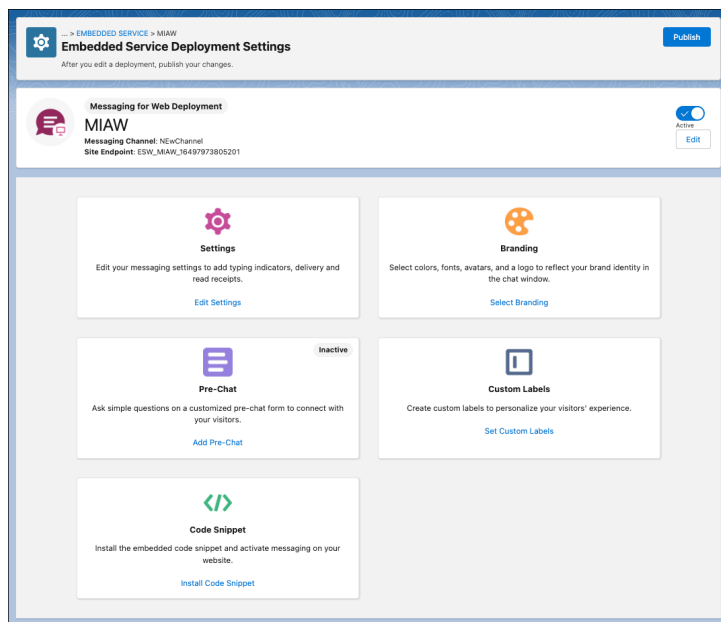 ... > EMBEDDED SERVICE > MIAW
Embedded Service Deployment Settings
After you edit a deployment, publish your changes.
Publish
Messaging for Web Deployment
MIAW
Messaging Channel: NEwChannel
Site Endpoint: ESW_MIAW_16497973805201
Active
Edit
Settings
Edit your messaging settings to add typing indicators, delivery and
read receipts.
Edit Settings
Branding
Select colors, fonts, avatars, and a logo to reflect your brand identity in
the chat window.
Select Branding
Inactive
Pre-Chat
Ask simple questions on a customized pre-chat form to connect with
your visitors.
Add Pre-Chat
Custom Labels
Create custom labels to personalize your visitors' experience.
Set Custom Labels
Code Snippet
Install the embedded code snippet and activate messaging on your
website.
Install Code Snippet